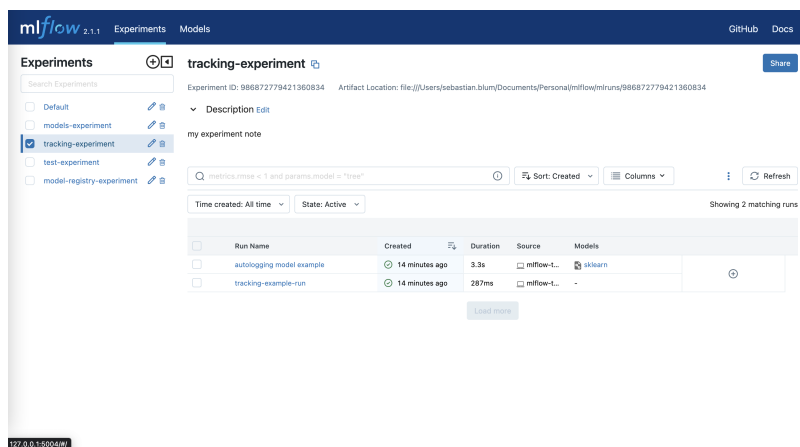 mlflow 2.1.1 Experiments Models GitHub Docs
Experiments
Search Experiments
Default
models-experiment
tracking-experiment
test-experiment
model-registry-experiment
tracking-experiment
Share
Experiment ID: 986872779421360834 Artifact Location: file:///Users/sebastian.blum/Documents/Personal/mlflow/mlruns/986872779421360834
Description Edit
my experiment note
metrics.rmse < 1 and params.model = "tree"
Sort: Created
Columns
Refresh
Time created: All time
State: Active
Showing 2 matching runs
Run Name Created Duration Source Models
autologging model example 14 minutes ago 3.3s mlflow-t... sklearn
tracking-example-run 14 minutes ago 287ms mlflow-t... -
Load more
127.0.0.1:5004/#/